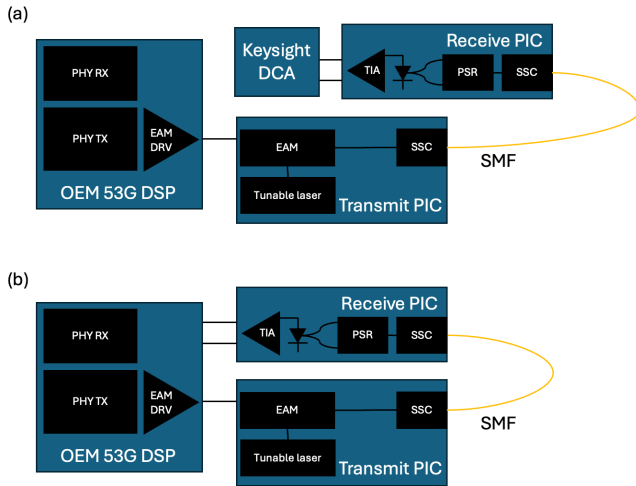 (a)
Keysight
DCA
Receive PIC
TIA
PSR
SSC
PHY RX
PHY TX
EAM
DRV
OEM 53G DSP
EAM
SSC
Tunable laser
Transmit PIC
SMF
(b)
Receive PIC
TIA
PSR
SSC
PHY RX
PHY TX
EAM
DRV
OEM 53G DSP
EAM
SSC
Tunable laser
Transmit PIC
SMF